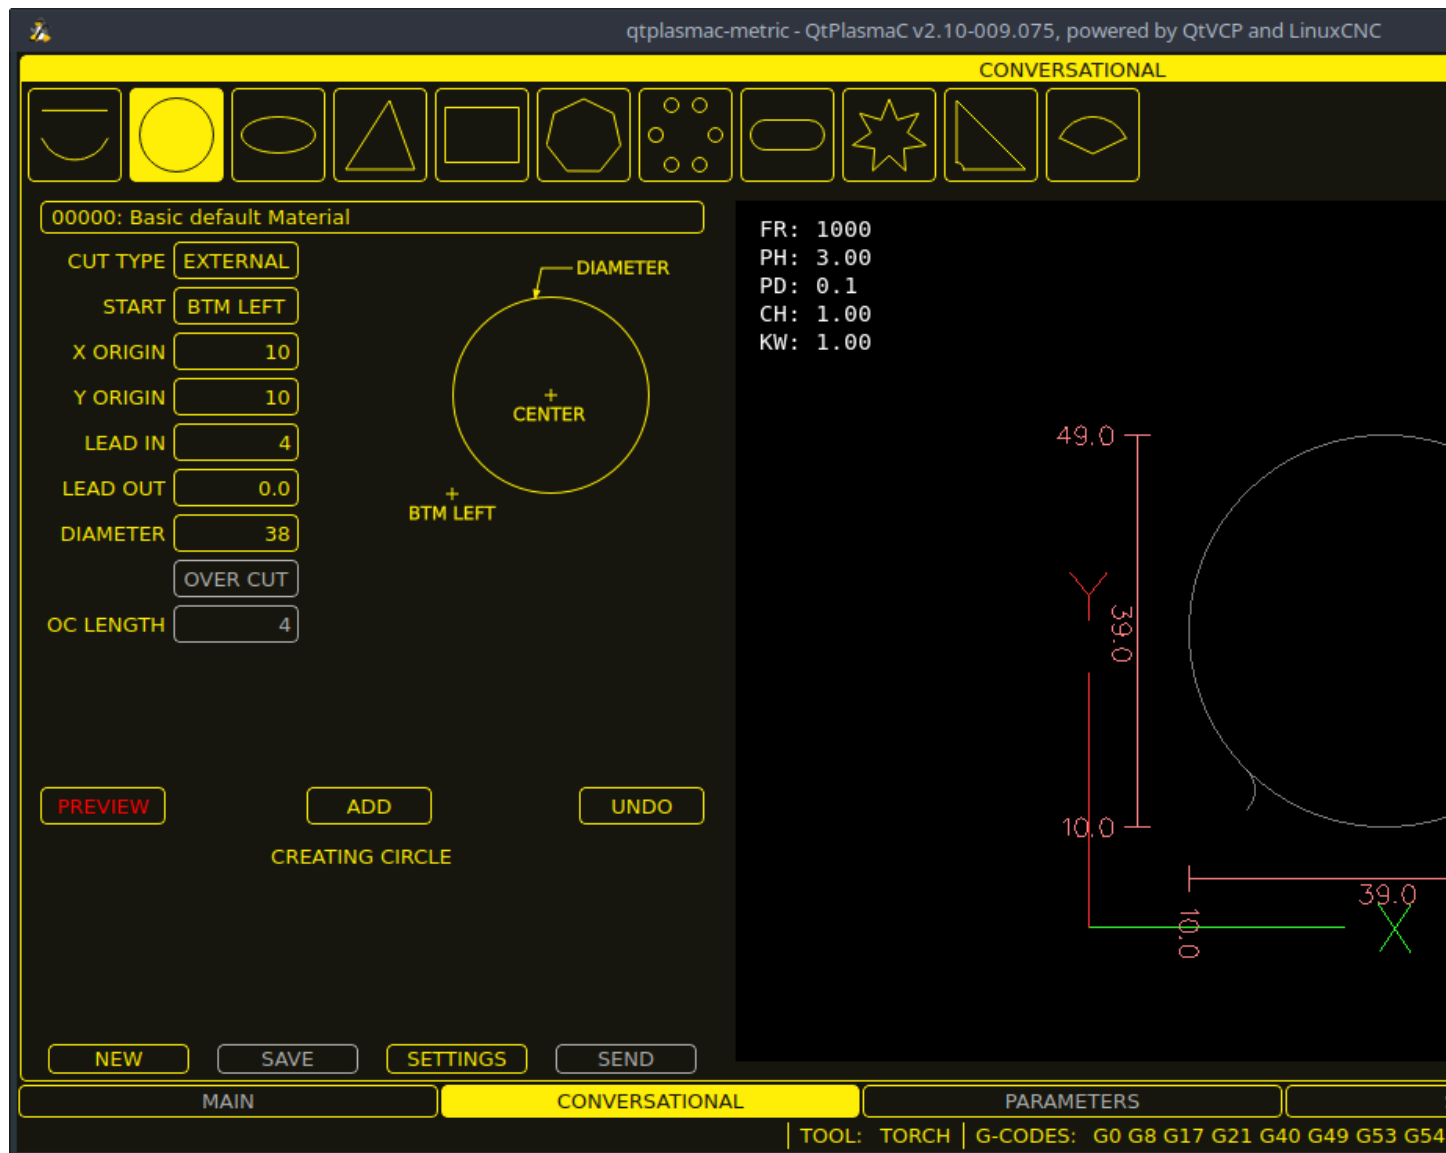 qtplasmac-metric - QtPlasmaC v2.10-009.075, powered by QtVCP and LinuxCNC
CONVERSATIONAL
00000: Basic default Material
CUT TYPE EXTERNAL
START BTM LEFT
X ORIGIN 10
Y ORIGIN 10
LEAD IN 4
LEAD OUT 0.0
DIAMETER 38
OVER CUT
OC LENGTH 4
DIAMETER
CENTER
BTM LEFT
PREVIEW ADD UNDO
CREATING CIRCLE
NEW SAVE SETTINGS SEND
FR: 1000
PH: 3.00
PD: 0.1
CH: 1.00
KW: 1.00
49.0
Y
39.0
10.0
39.0
10.0
X
MAIN CONVERSATIONAL PARAMETERS
TOOL: TORCH G-CODES: G0 G8 G17 G21 G40 G49 G53 G54